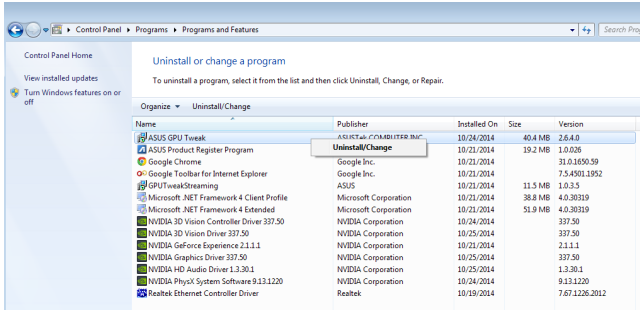 Control Panel Programs Programs and Features Search Pro
Control Panel Home
View installed updates
Turn Windows features on or
off
Uninstall or change a program
To uninstall a program, select it from the list and then click Uninstall, Change, or Repair.
Organize Uninstall/Change
Name Publisher Installed On Size Version
ASUS GPU Tweak ASUSTek COMPUTER INC. 10/24/2014 40.4 MB 2.6.4.0
Uninstall/Change
ASUS Product Register Program 10/21/2014 19.2 MB 1.0.026
Google Chrome Google Inc. 10/21/2014 31.0.1650.59
Google Toolbar for Internet Explorer Google Inc. 10/21/2014 7.5.4501.1952
GPUTweakStreaming ASUS 10/21/2014 11.5 MB 1.0.3.5
Microsoft .NET Framework 4 Client Profile Microsoft Corporation 10/21/2014 38.8 MB 4.0.30319
Microsoft .NET Framework 4 Extended Microsoft Corporation 10/21/2014 51.9 MB 4.0.30319
NVIDIA 3D Vision Controller Driver 337.50 NVIDIA Corporation 10/24/2014 337.50
NVIDIA 3D Vision Driver 337.50 NVIDIA Corporation 10/25/2014 337.50
NVIDIA GeForce Experience 2.1.1.1 NVIDIA Corporation 10/21/2014 2.1.1.1
NVIDIA Graphics Driver 337.50 NVIDIA Corporation 10/25/2014 337.50
NVIDIA HD Audio Driver 1.3.30.1 NVIDIA Corporation 10/25/2014 1.3.30.1
NVIDIA PhysX System Software 9.13.1220 NVIDIA Corporation 10/24/2014 9.13.1220
Realtek Ethernet Controller Driver Realtek 10/19/2014 7.67.1226.2012